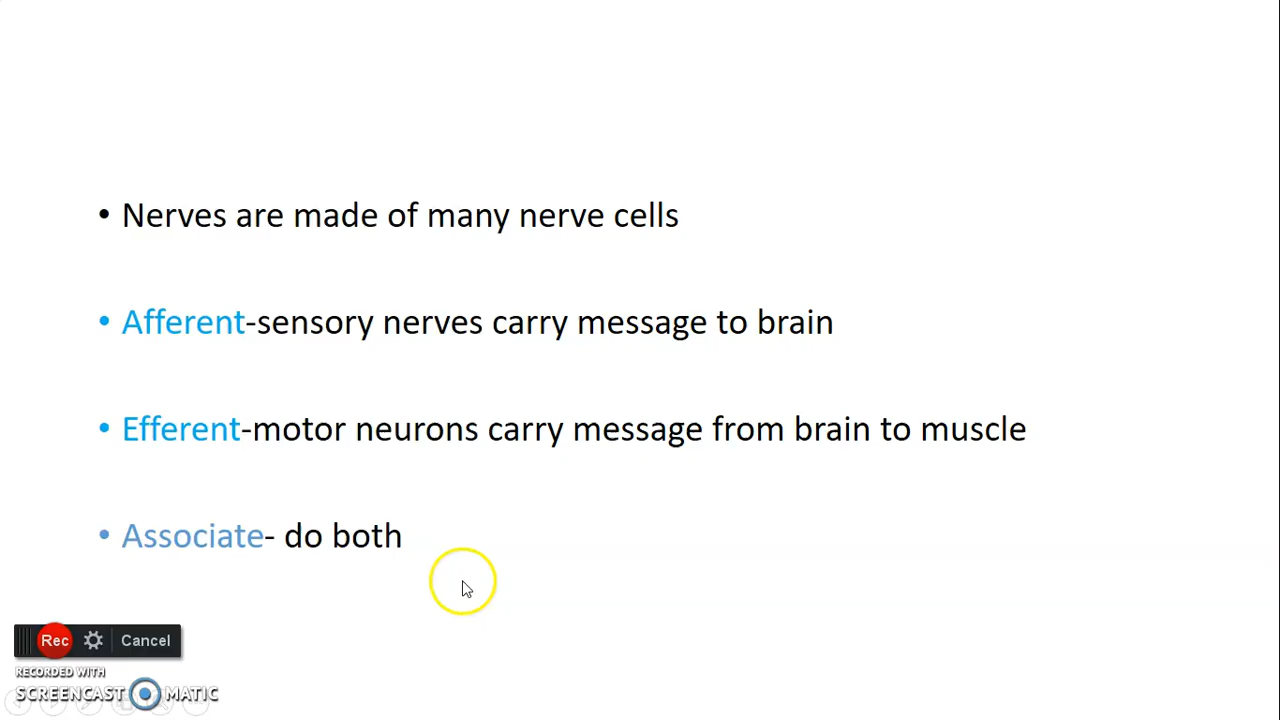 • Nerves are made of many nerve cells
• Afferent-sensory nerves carry message to brain
• Efferent-motor neurons carry message from brain to muscle
• Associate- do both
Rec Cancel
RECORDED WITH
SCREENCAST MATIC